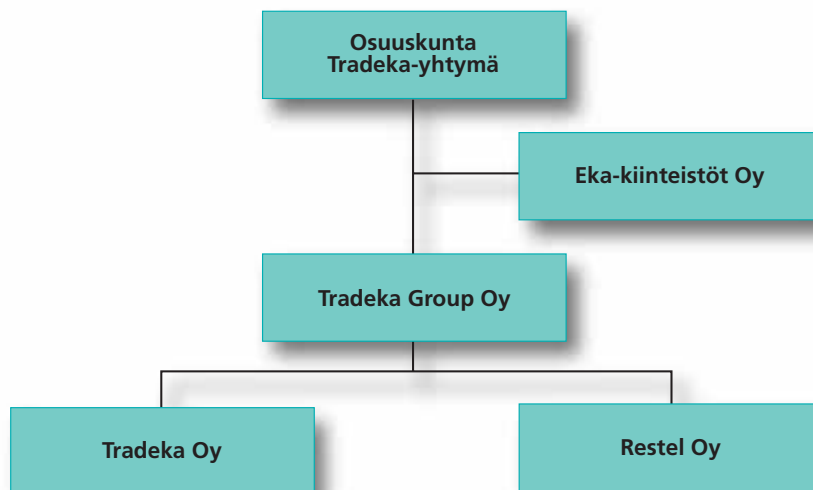 Osuuskunta
Tradeka-yhtymä
Eka-kiinteistöt Oy
Tradeka Group Oy
Tradeka Oy
Restel Oy